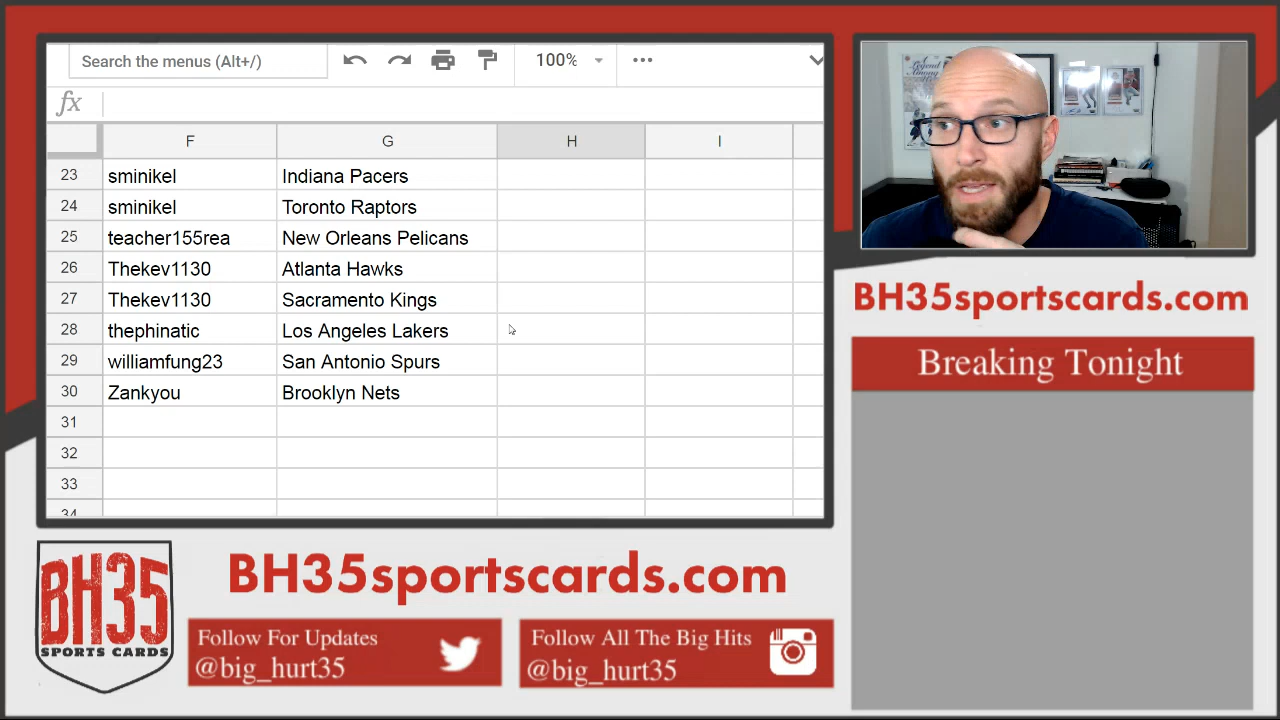 Search the menus (Alt+/)
100%
fx
F G H I
23 sminikel Indiana Pacers
24 sminikel Toronto Raptors
25 teacher155rea New Orleans Pelicans
26 Thekev1130 Atlanta Hawks
27 Thekev1130 Sacramento Kings
28 thephinatic Los Angeles Lakers
29 williamfung23 San Antonio Spurs
30 Zankyou Brooklyn Nets
31
32
33
34
BH35sportscards.com
Breaking Tonight
BH35
SPORTS CARDS
BH35sportscards.com
Follow For Updates
@big_hurt35
Follow All The Big Hits
@big_hurt35